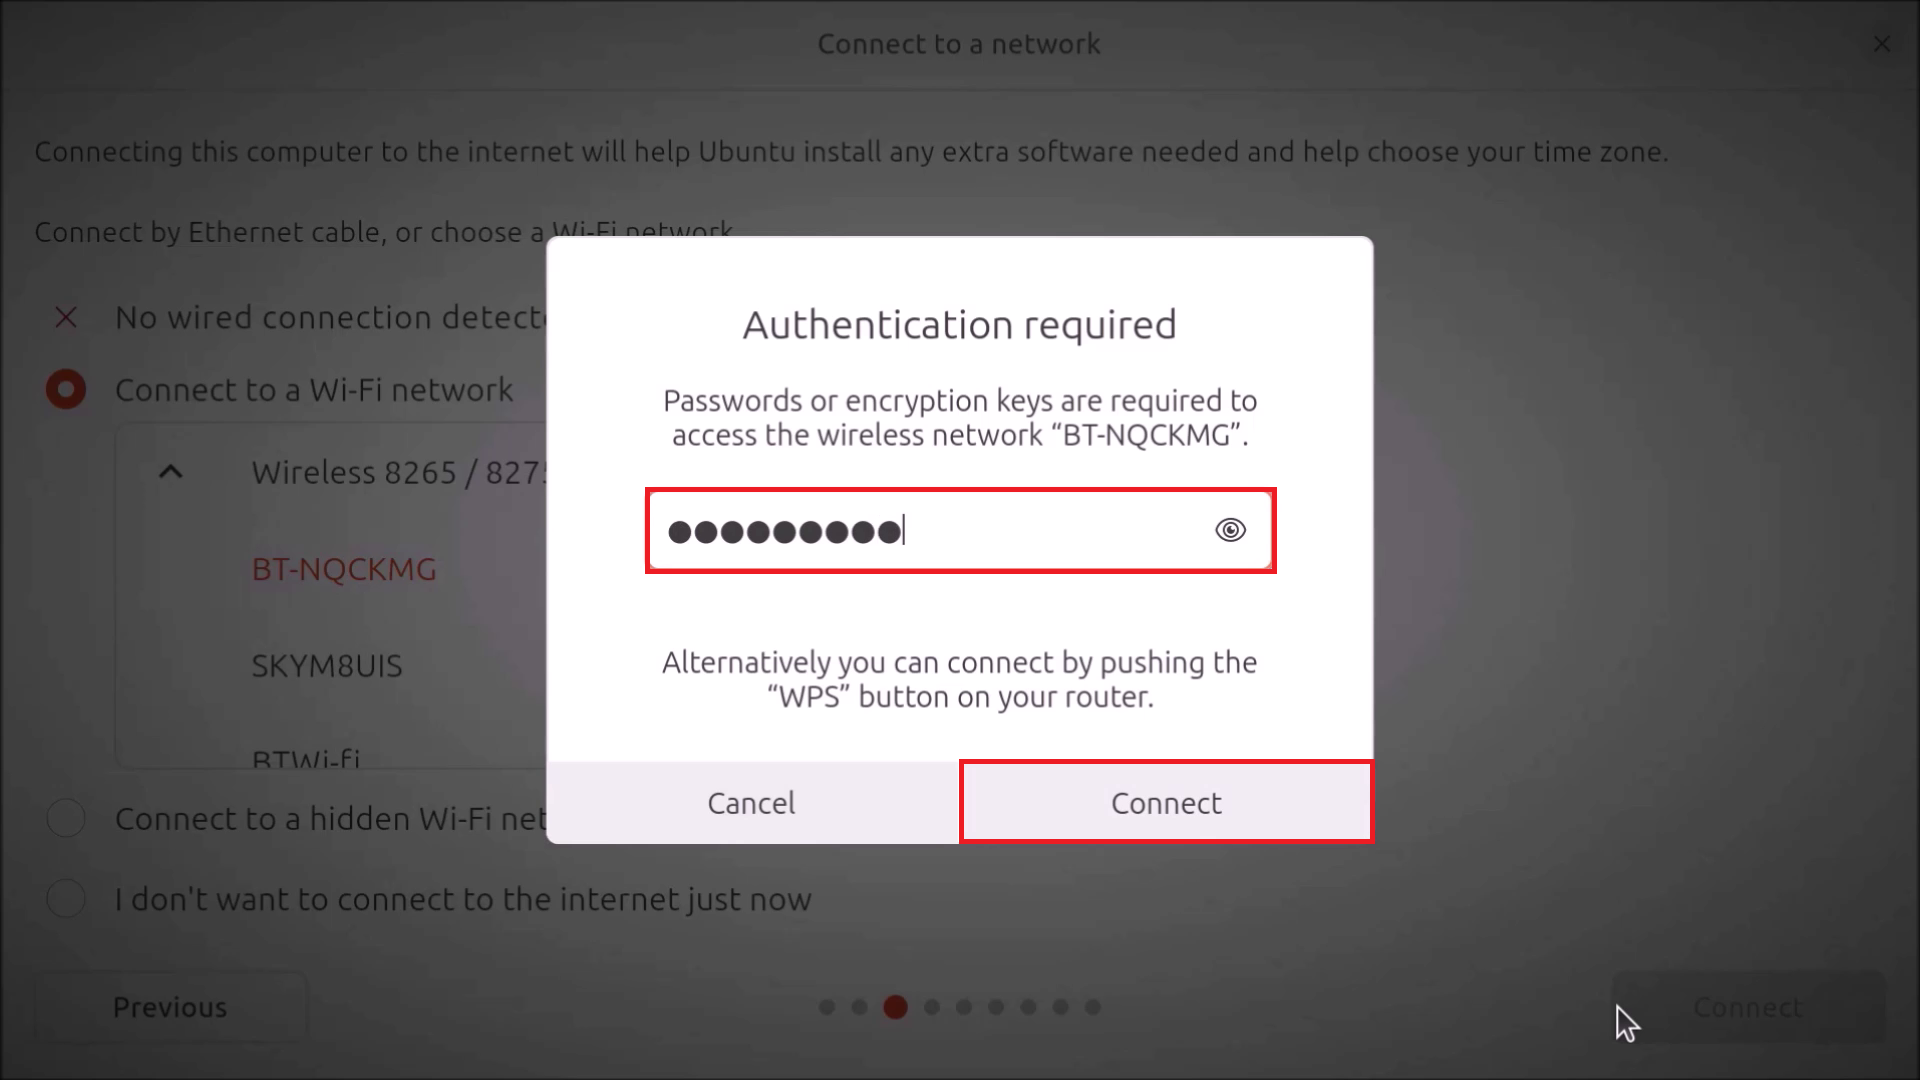 Connect to a network
Connecting this computer to the internet will help Ubuntu install any extra software needed and help choose your time zone.
Connect by Ethernet cable, or choose a Wi-Fi network
No wired connection detect
Connect to a Wi-Fi network
Wireless 8265 / 827
BT-NQCKMG
SKYM8UIS
BTWi-fi
Connect to a hidden Wi-Fi net
I don't want to connect to the internet just now
Previous
Connect
Authentication required
Passwords or encryption keys are required to
access the wireless network “BT-NQCKMG”.
Alternatively you can connect by pushing the
“WPS” button on your router.
Cancel
Connect